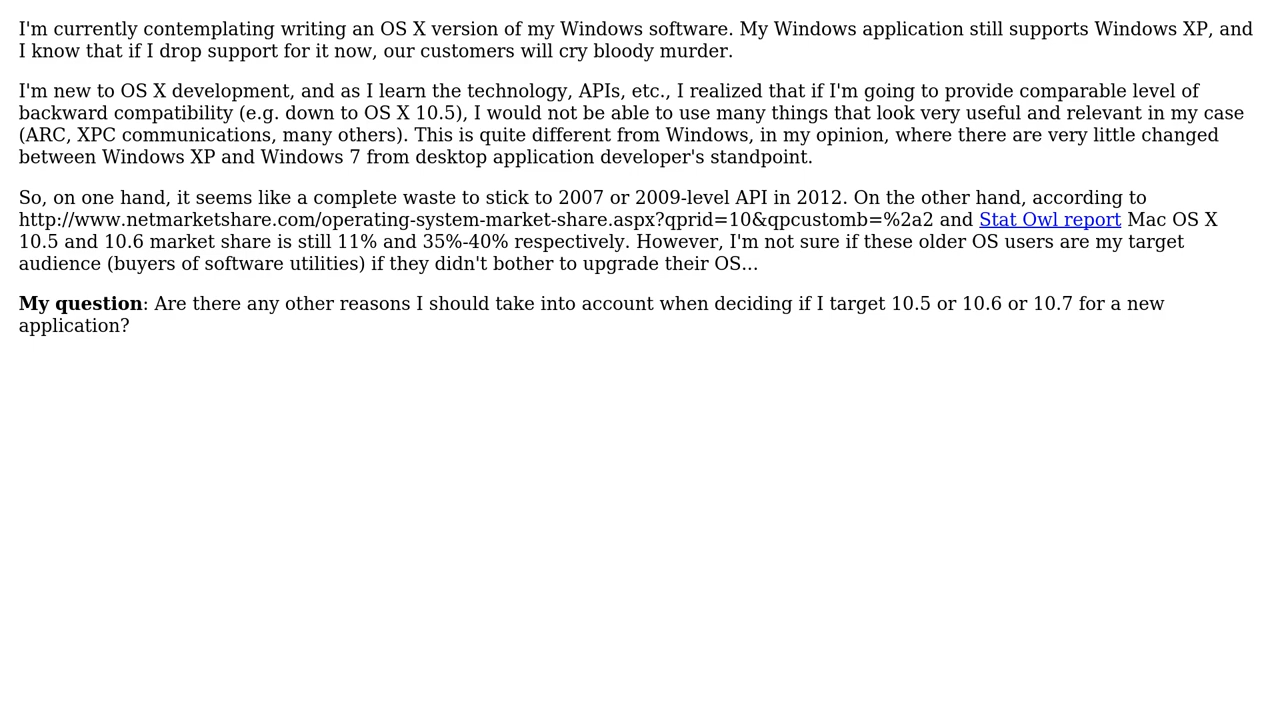 I'm currently contemplating writing an OS X version of my Windows software. My Windows application still supports Windows XP, and
I know that if I drop support for it now, our customers will cry bloody murder.
I'm new to OS X development, and as I learn the technology, APIs, etc., I realized that if I'm going to provide comparable level of
backward compatibility (e.g. down to OS X 10.5), I would not be able to use many things that look very useful and relevant in my case
(ARC, XPC communications, many others). This is quite different from Windows, in my opinion, where there are very little changed
between Windows XP and Windows 7 from desktop application developer's standpoint.
So, on one hand, it seems like a complete waste to stick to 2007 or 2009-level API in 2012. On the other hand, according to
http://www.netmarketshare.com/operating-system-market-share.aspx?qprid=10&qpcustomb=%2a2 and Stat Owl report Mac OS X
10.5 and 10.6 market share is still 11% and 35%-40% respectively. However, I'm not sure if these older OS users are my target
audience (buyers of software utilities) if they didn't bother to upgrade their OS...
My question: Are there any other reasons I should take into account when deciding if I target 10.5 or 10.6 or 10.7 for a new
application?